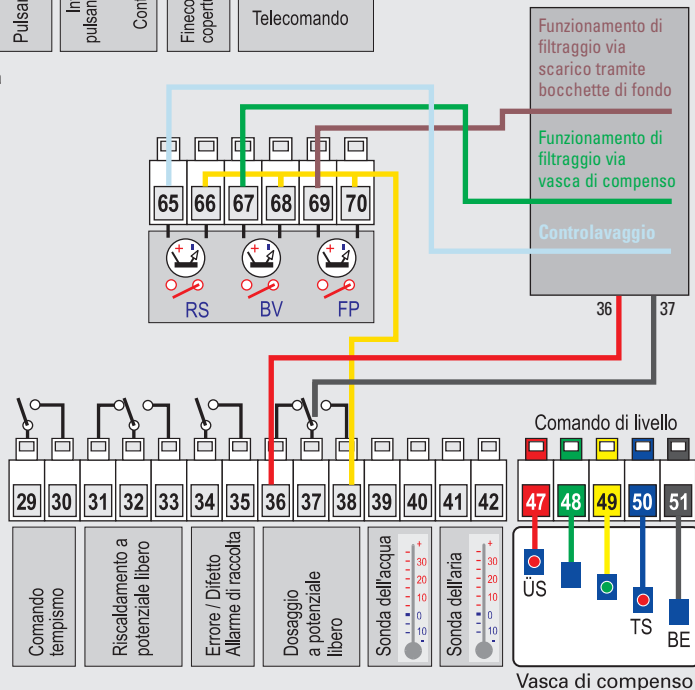 Pulsan
In
pulsan
Cont
Fineco
copert
Telecomando
a
Funzionamento di
filtraggio via
scarico tramite
bocchette di fondo
Funzionamento di
filtraggio via
vasca di compenso
Controlavaggio
65 66 67 68 69 70
+ - + - + -
RS BV FP
36 37
Comando di livello
29 30 31 32 33 34 35 36 37 38 39 40 41 42
47 48 49 50 51
Comando
tempismo
Riscaldamento a
potenziale libero
Errore / Difetto
Allarme di raccolta
Dosaggio
a potenziale
libero
Sonda dell'acqua
+
30
20
10
0
10
-
Sonda dell'aria
+
30
20
10
0
10
-
ÜS
TS
BE
Vasca di compenso